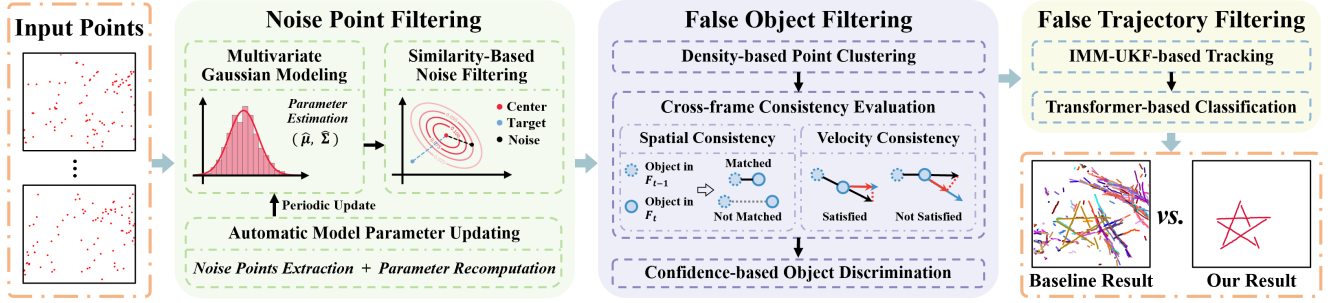 Input Points
Noise Point Filtering
Multivariate
Gaussian Modeling
Parameter
Estimation
(μ̂, Σ̂)
Similarity-Based
Noise Filtering
Center
Target
Noise
Periodic Update
Automatic Model Parameter Updating
Noise Points Extraction + Parameter Recomputation
False Object Filtering
Density-based Point Clustering
Cross-frame Consistency Evaluation
Spatial Consistency
Object in
F_{t−1}
Object in
F_t
Matched
Not Matched
Velocity Consistency
Satisfied
Not Satisfied
Confidence-based Object Discrimination
False Trajectory Filtering
IMM-UKF-based Tracking
Transformer-based Classification
Baseline Result
vs.
Our Result